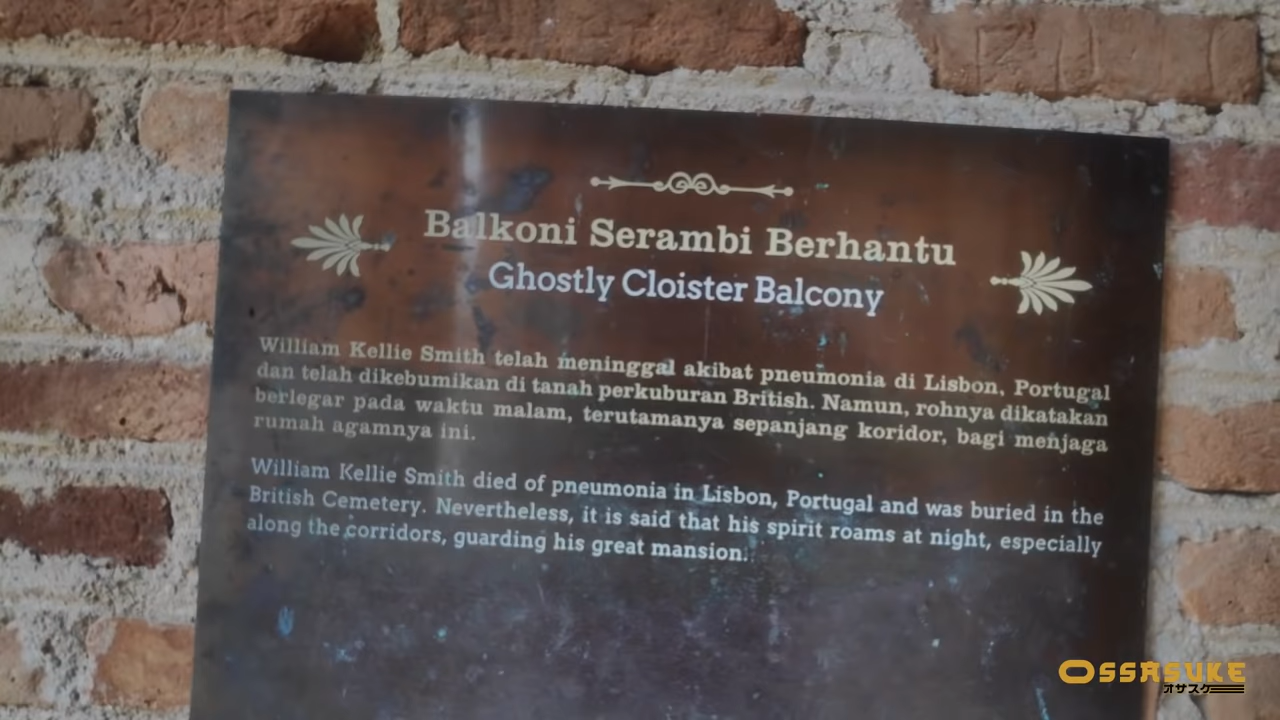 Balkoni Serambi Berhantu
Ghostly Cloister Balcony
William Kellie Smith telah meninggal akibat pneumonia di Lisbon, Portugal
dan telah dikebumikan di tanah perkuburan British. Namun, rohnya dikatakan
berlegar pada waktu malam, terutamanya sepanjang koridor, bagi menjaga
rumah agamnya ini.
William Kellie Smith died of pneumonia in Lisbon, Portugal and was buried in the
British Cemetery. Nevertheless, it is said that his spirit roams at night, especially
along the corridors, guarding his great mansion.
OSSASUKE
オサスケ